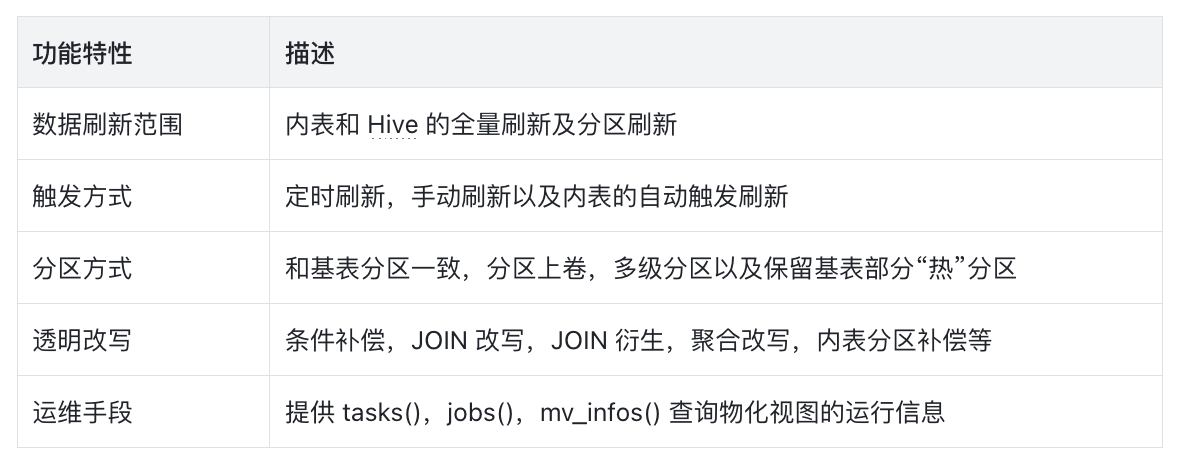 功能特性 描述
数据刷新范围 内表和 Hive 的全量刷新及分区刷新
触发方式 定时刷新，手动刷新以及内表的自动触发刷新
分区方式 和基表分区一致，分区上卷，多级分区以及保留基表部分“热”分区
透明改写 条件补偿，JOIN 改写，JOIN 衍生，聚合改写，内表分区补偿等
运维手段 提供 tasks()，jobs()，mv_infos() 查询物化视图的运行信息